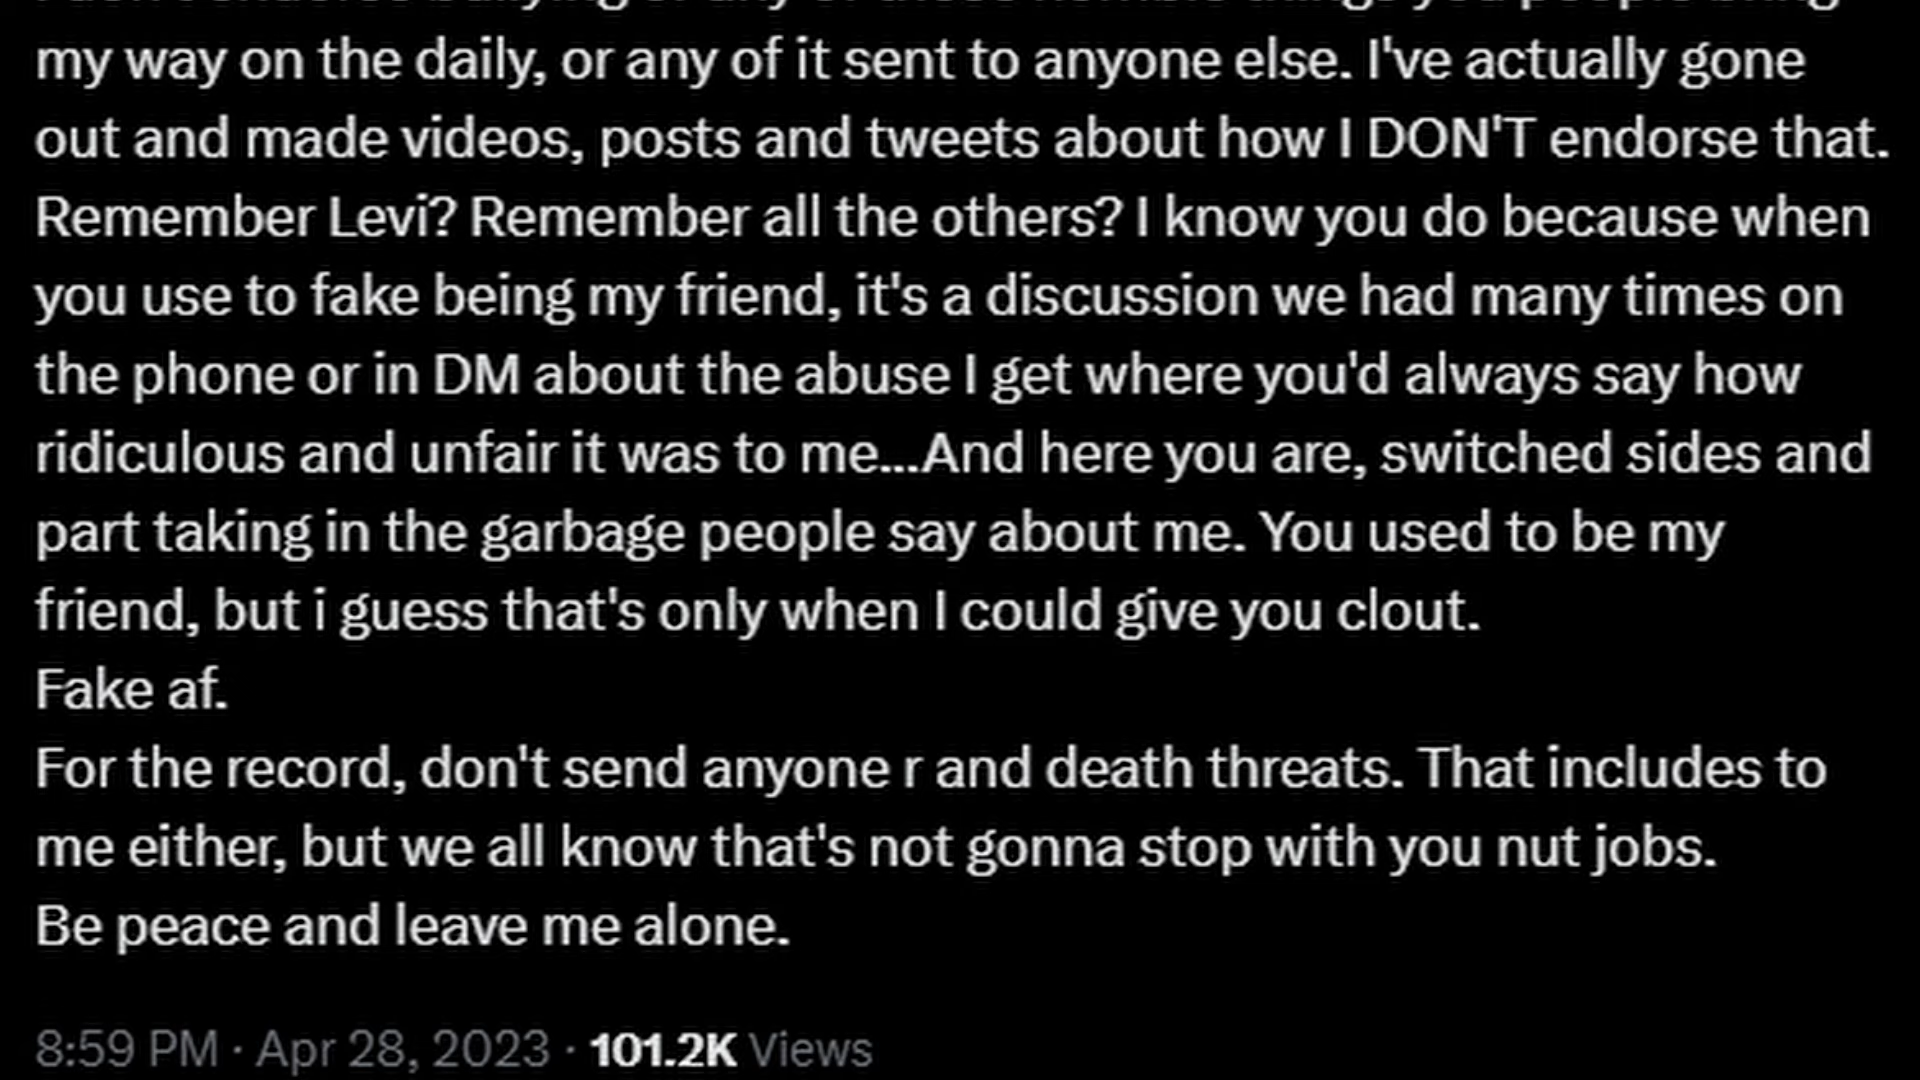 my way on the daily, or any of it sent to anyone else. I've actually gone
out and made videos, posts and tweets about how I DON'T endorse that.
Remember Levi? Remember all the others? I know you do because when
you use to fake being my friend, it's a discussion we had many times on
the phone or in DM about the abuse I get where you'd always say how
ridiculous and unfair it was to me...And here you are, switched sides and
part taking in the garbage people say about me. You used to be my
friend, but i guess that's only when I could give you clout.
Fake af.
For the record, don't send anyone r and death threats. That includes to
me either, but we all know that's not gonna stop with you nut jobs.
Be peace and leave me alone.
8:59 PM · Apr 28, 2023 · 101.2K Views